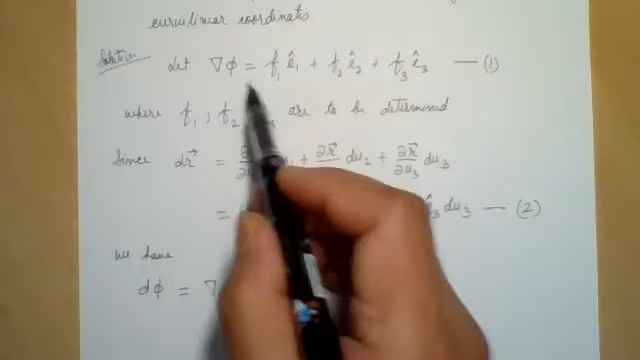 curvilinear coordinates
Solution Let ∇φ = f₁ ê₁ + f₂ ê₂ + f₃ ê₃ — (1)
where f₁, f₂ are to be determined
Since dr⃗ = u₁ + ∂r⃗ du₂ + ∂r⃗/∂u₃ du₃
= ê₃ du₃ — (2)
We have
dφ = ∇